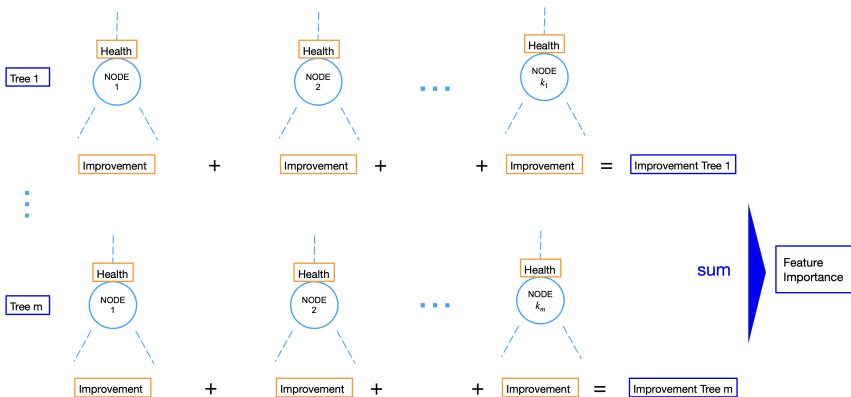 Health Health Health
Tree 1 NODE 1 NODE 2 ... NODE k₁
Improvement + Improvement + + Improvement = Improvement Tree 1
⋮
Health Health Health
Tree m NODE 1 NODE 2 ... NODE kₘ
sum Feature Importance
Improvement + Improvement + + Improvement = Improvement Tree m